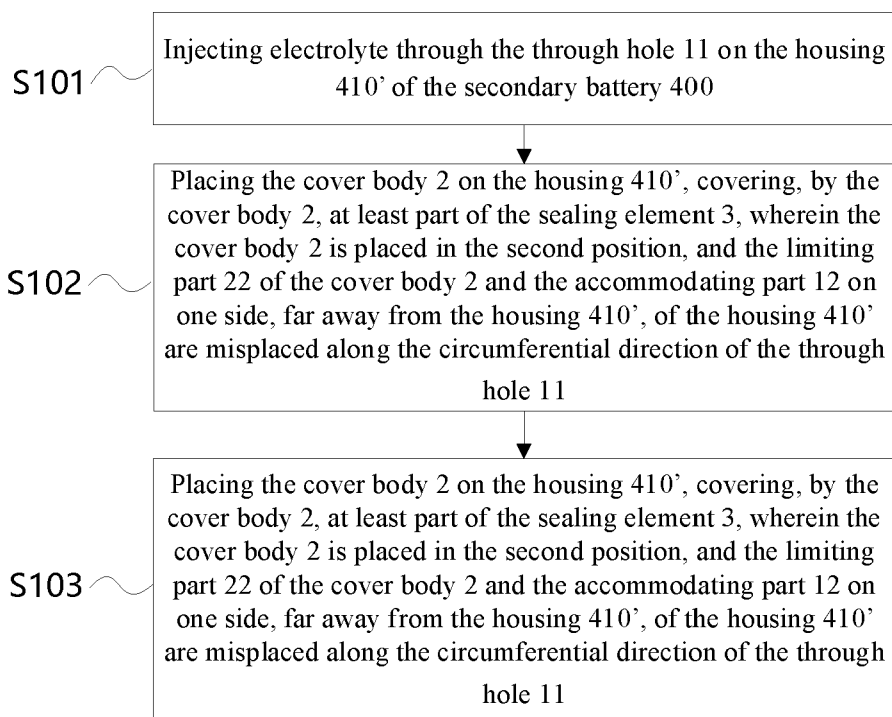 S101
Injecting electrolyte through the through hole 11 on the housing
410’ of the secondary battery 400
S102
Placing the cover body 2 on the housing 410’, covering, by the
cover body 2, at least part of the sealing element 3, wherein the
cover body 2 is placed in the second position, and the limiting
part 22 of the cover body 2 and the accommodating part 12 on
one side, far away from the housing 410’, of the housing 410’
are misplaced along the circumferential direction of the through
hole 11
S103
Placing the cover body 2 on the housing 410’, covering, by the
cover body 2, at least part of the sealing element 3, wherein the
cover body 2 is placed in the second position, and the limiting
part 22 of the cover body 2 and the accommodating part 12 on
one side, far away from the housing 410’, of the housing 410’
are misplaced along the circumferential direction of the through
hole 11